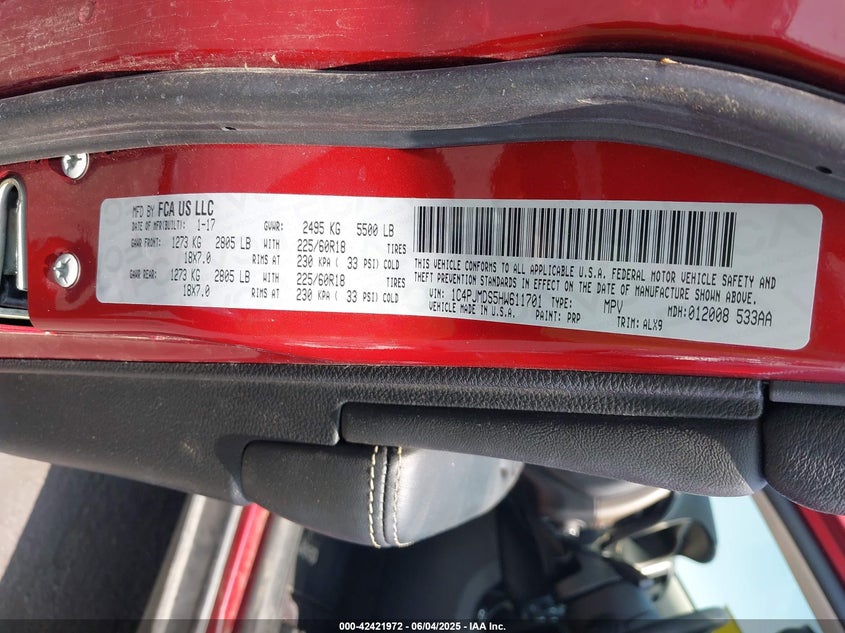 MFD BY FCA US LLC
DATE OF MFR(BUILT): 1-17 GVWR: 2495 KG 5500 LB
GAWR FRONT: 1273 KG 2805 LB WITH 225/60R18 TIRES
18X7.0 RIMS AT 230 KPA ( 33 PSI) COLD
GAWR REAR: 1273 KG 2805 LB WITH 225/60R18 TIRES
18X7.0 RIMS AT 230 KPA ( 33 PSI) COLD
THIS VEHICLE CONFORMS TO ALL APPLICABLE U.S.A. FEDERAL MOTOR VEHICLE SAFETY AND
THEFT PREVENTION STANDARDS IN EFFECT ON THE DATE OF MANUFACTURE SHOWN ABOVE.
VIN: 1C4PJMDS5HW611701 TYPE: MPV MDH:012008 533AA
VEHICLE MADE IN U.S.A. PAINT: PRP TRIM: ALX9
000-42421972 - 06/04/2025 - IAA Inc.